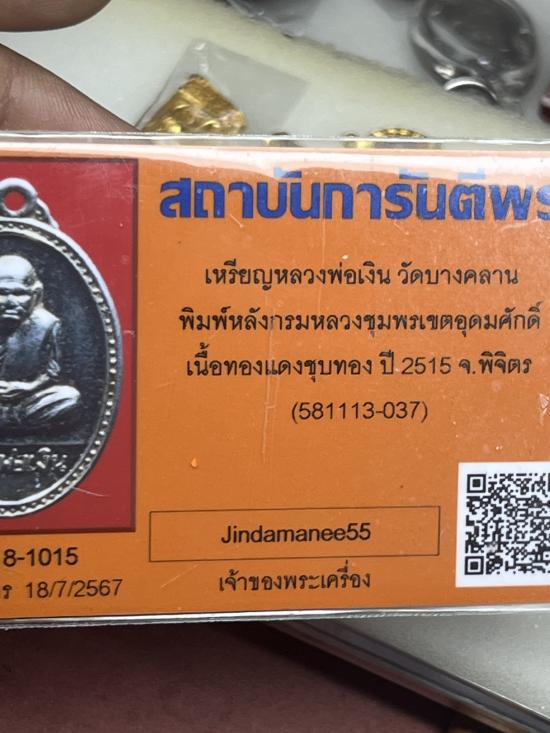 สถาบันการันตีพร
เหรียญหลวงพ่อเงิน วัดบางคลาน
พิมพ์หลังกรมหลวงชุมพรเขตอุดมศักดิ์
เนื้อทองแดงชุบทอง ปี 2515 จ.พิจิตร
(581113-037)
Jindamanee55
เจ้าของพระเครื่อง
8-1015
ร 18/7/2567